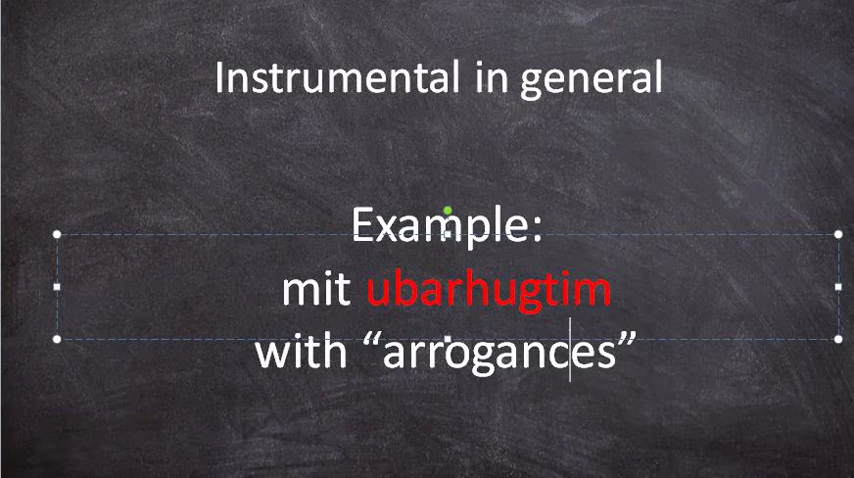 Instrumental in general
Example:
mit ubarhugtim
with “arrogances”